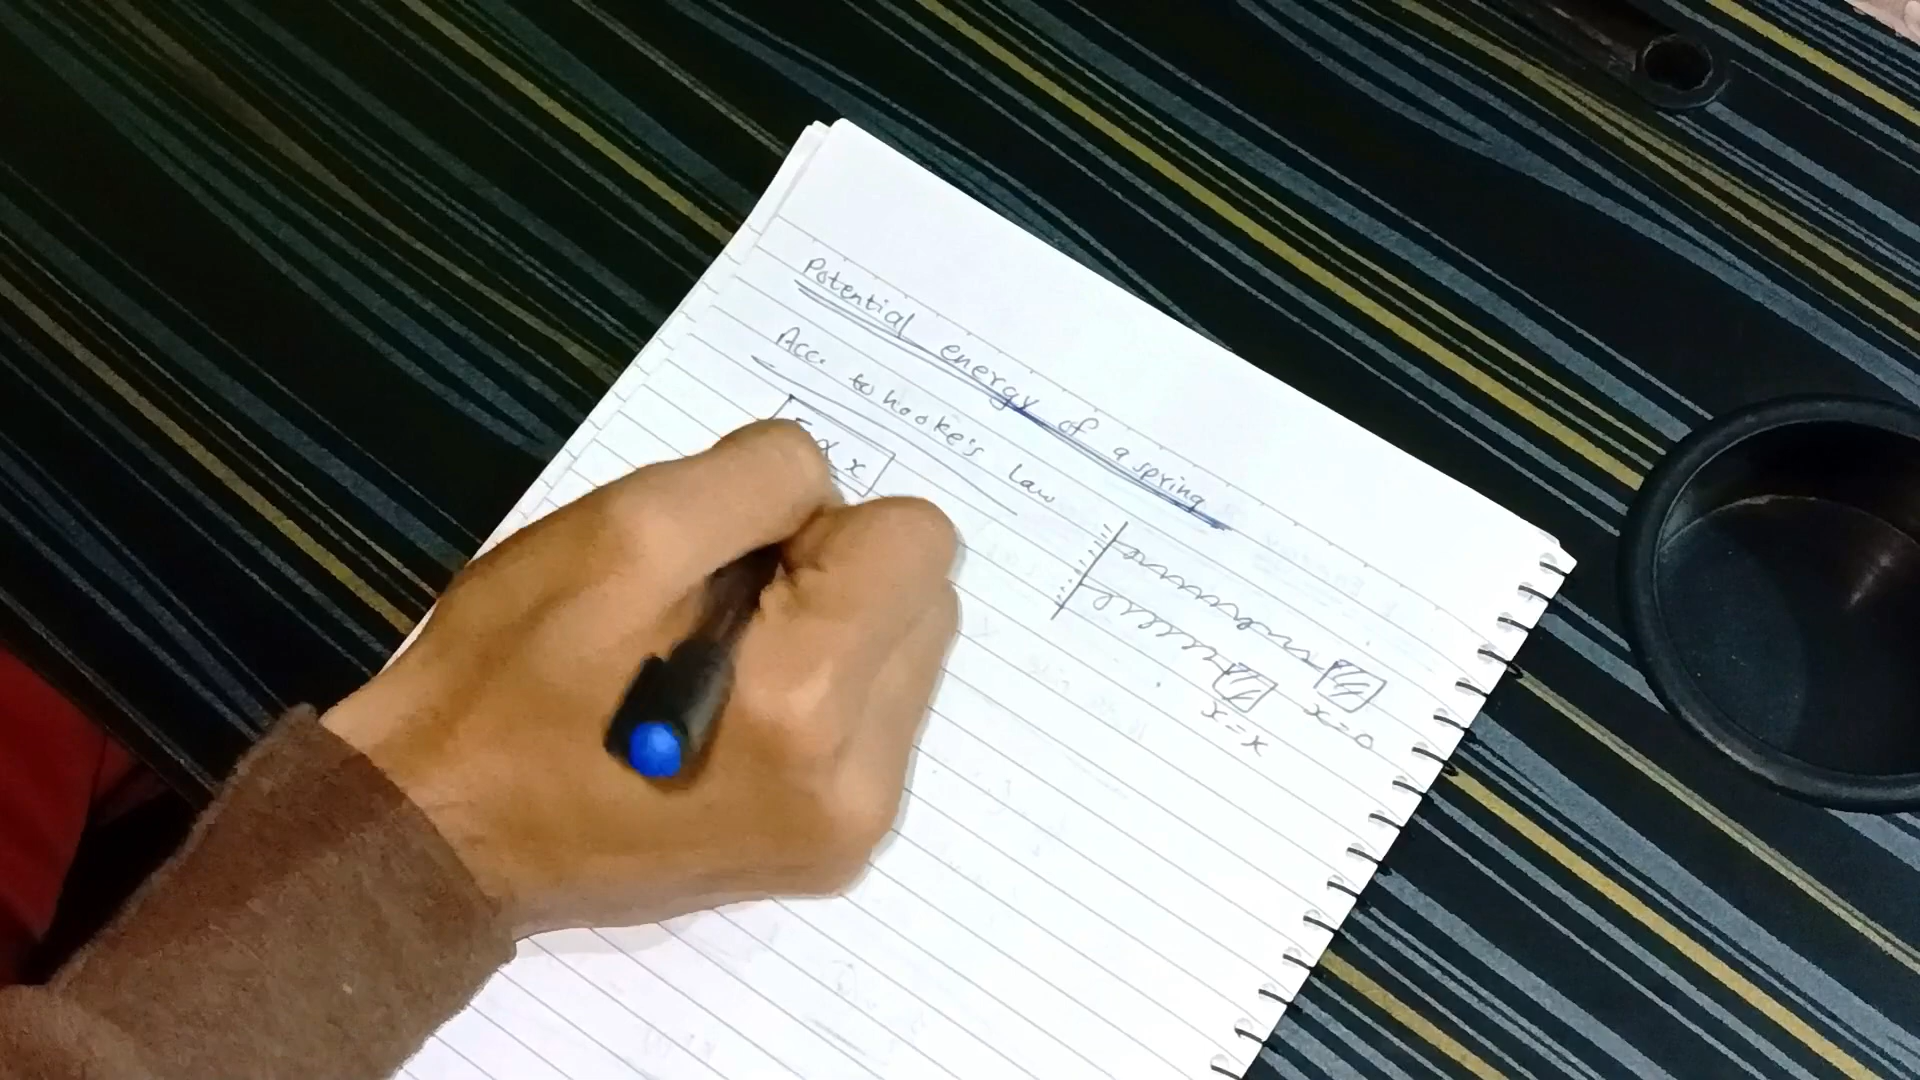 Potential energy of a spring
Acc. to hooke's Law
F α x
x=0
x=x